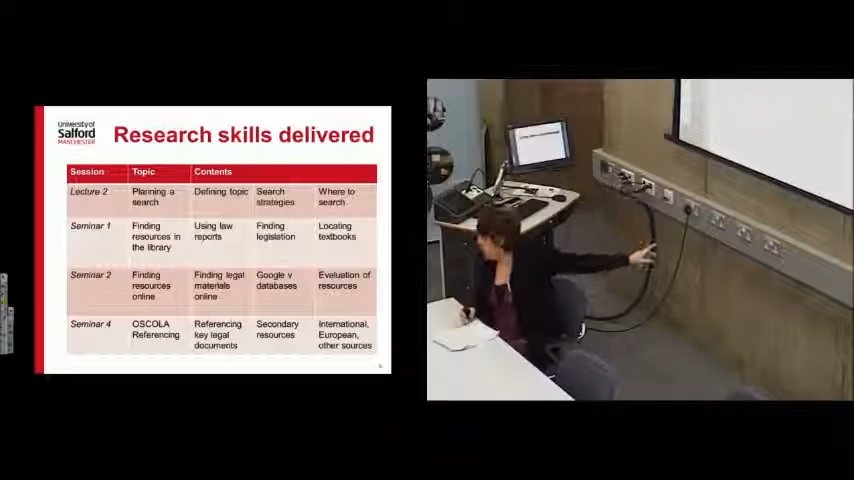 University of
Salford
MANCHESTER
Research skills delivered
Session Topic Contents
Lecture 2 Planning a search Defining topic Search strategies Where to search
Seminar 1 Finding resources in the library Using law reports Finding legislation Locating textbooks
Seminar 2 Finding resources online Finding legal materials online Google v databases Evaluation of resources
Seminar 4 OSCOLA Referencing Referencing key legal documents Secondary resources International, European, other sources